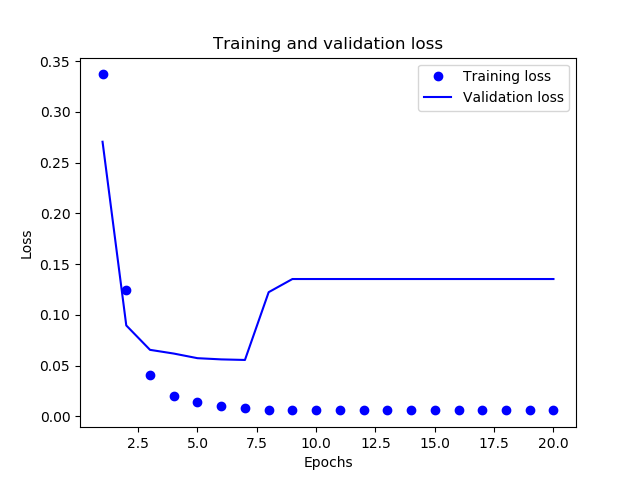 Training and validation loss
0.35
0.30
0.25
0.20
0.15
0.10
0.05
0.00
Loss
Training loss
Validation loss
2.5 5.0 7.5 10.0 12.5 15.0 17.5 20.0
Epochs